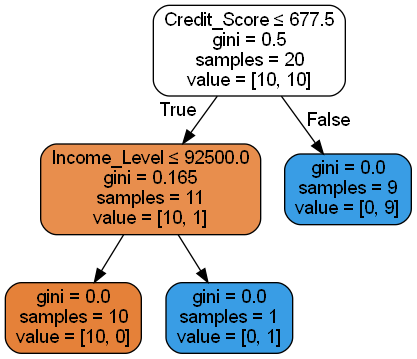 Credit_Score ≤ 677.5
gini = 0.5
samples = 20
value = [10, 10]
True
False
Income_Level ≤ 92500.0
gini = 0.165
samples = 11
value = [10, 1]
gini = 0.0
samples = 9
value = [0, 9]
gini = 0.0
samples = 10
value = [10, 0]
gini = 0.0
samples = 1
value = [0, 1]